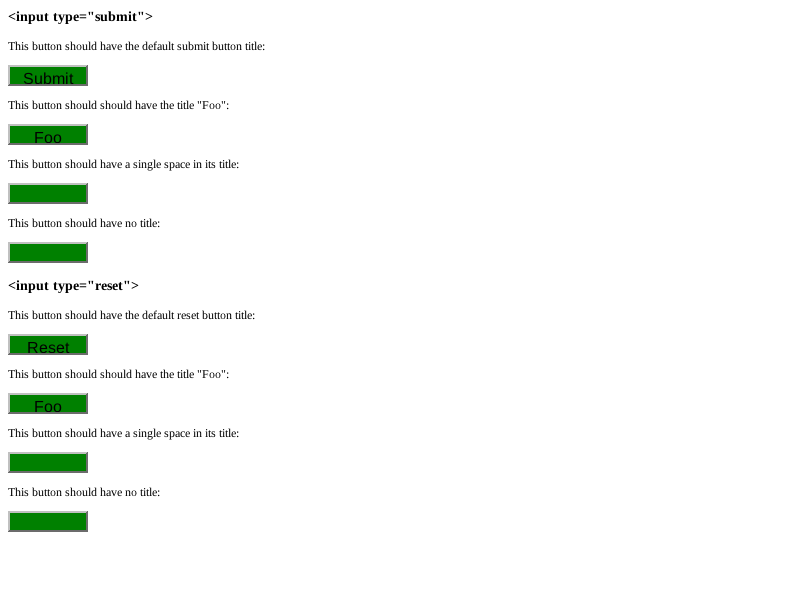 <input type="submit">
This button should have the default submit button title:
Submit
This button should should have the title "Foo":
Foo
This button should have a single space in its title:
This button should have no title:
<input type="reset">
This button should have the default reset button title:
Reset
This button should should have the title "Foo":
Foo
This button should have a single space in its title:
This button should have no title: